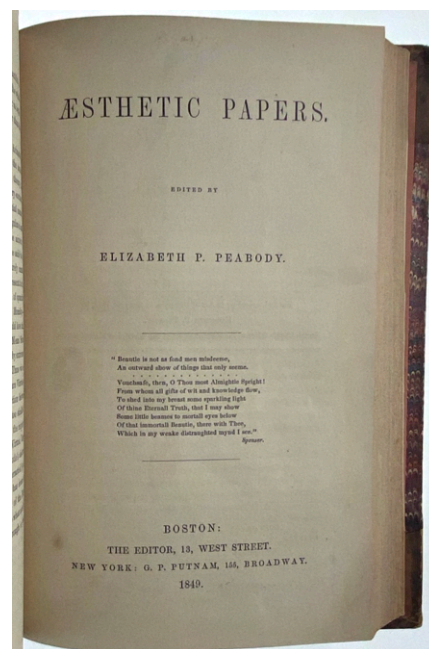 ÆSTHETIC PAPERS.
EDITED BY
ELIZABETH P. PEABODY.
" Beautie is not as fond men misdeeme,
An outward show of things that only seeme.
. . . . . . . . . . . . .
Vouchsafe, then, O Thou most Almightie Spright!
From whom all gifts of wit and knowledge flow,
To shed into my breast some sparkling light
Of thine Eternall Truth, that I may show
Some little beames to mortall eyes below
Of that immortall Beautie, there with Thee,
Which in my weake distraughted mynd I see."
Spenser.
BOSTON:
THE EDITOR, 13, WEST STREET.
NEW YORK: G. P. PUTNAM, 155, BROADWAY.
1849.